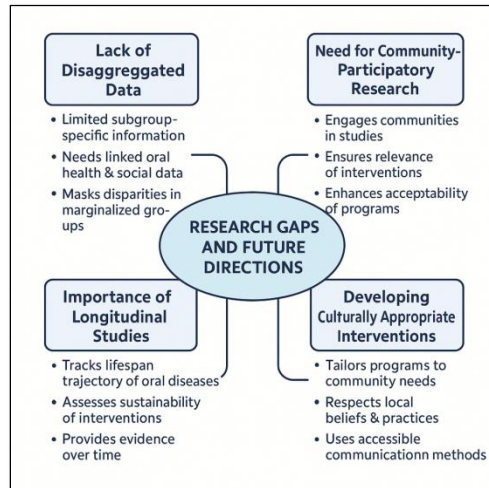 Lack of
Disaggreggated
Data
• Limited subgroup-
specific information
• Needs linked oral
health & social data
• Masks disparities in
marginalized gro-
ups
Need for Community-
Participatory
Research
• Engages communities
in studies
• Ensures relevance
of interventions
• Enhances acceptability
of programs
RESEARCH GAPS
AND FUTURE
DIRECTIONS
Importance of
Longitudinal
Studies
• Tracks lifespan
trajectory of oral diseases
• Assesses sustainability
of interventions
• Provides evidence
over time
Developing
Culturally Appropriate
Interventions
• Tailors programs to
community needs
• Respects local
beliefs & practices
• Uses accessible
communicationn methods